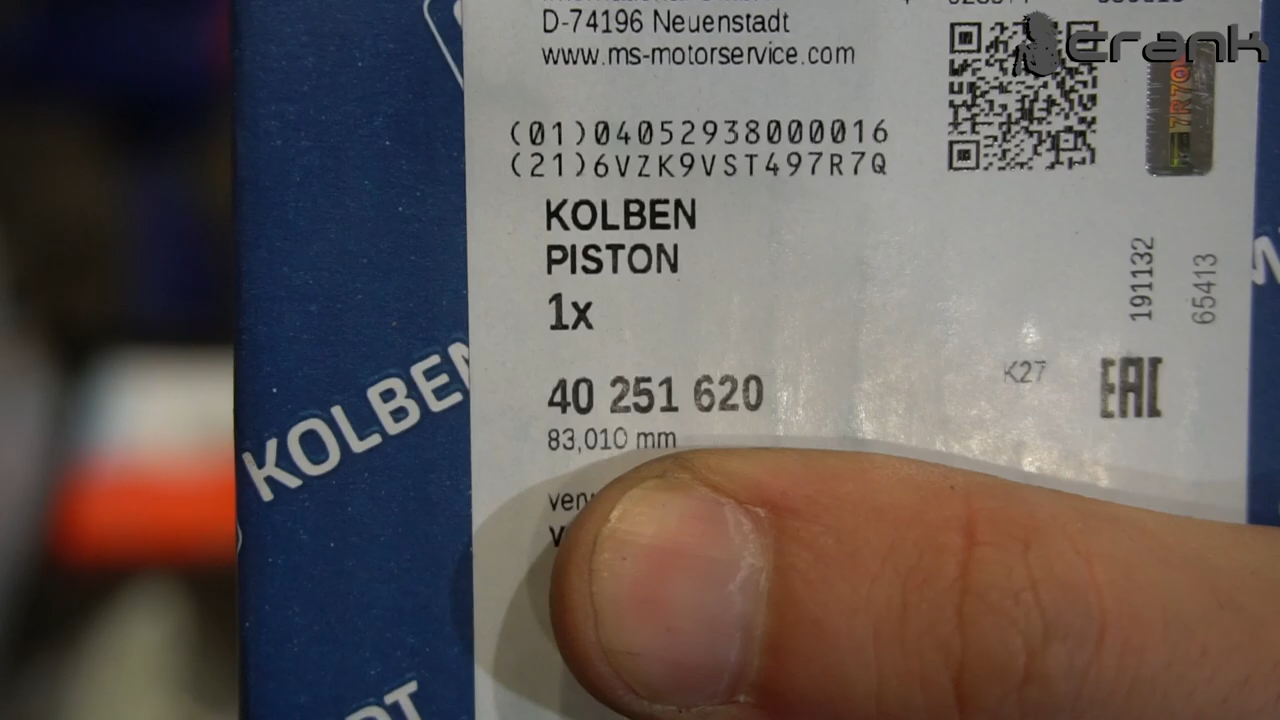 D-74196 Neuenstadt
www.ms-motorservice.com
crank
(01)04052938000016
(21)6VZK9VST497R7Q
7R7Q
KOLBEN
PISTON
1x
191132
65413
40 251 620
K27
EAC
83,010 mm
KOLBEN